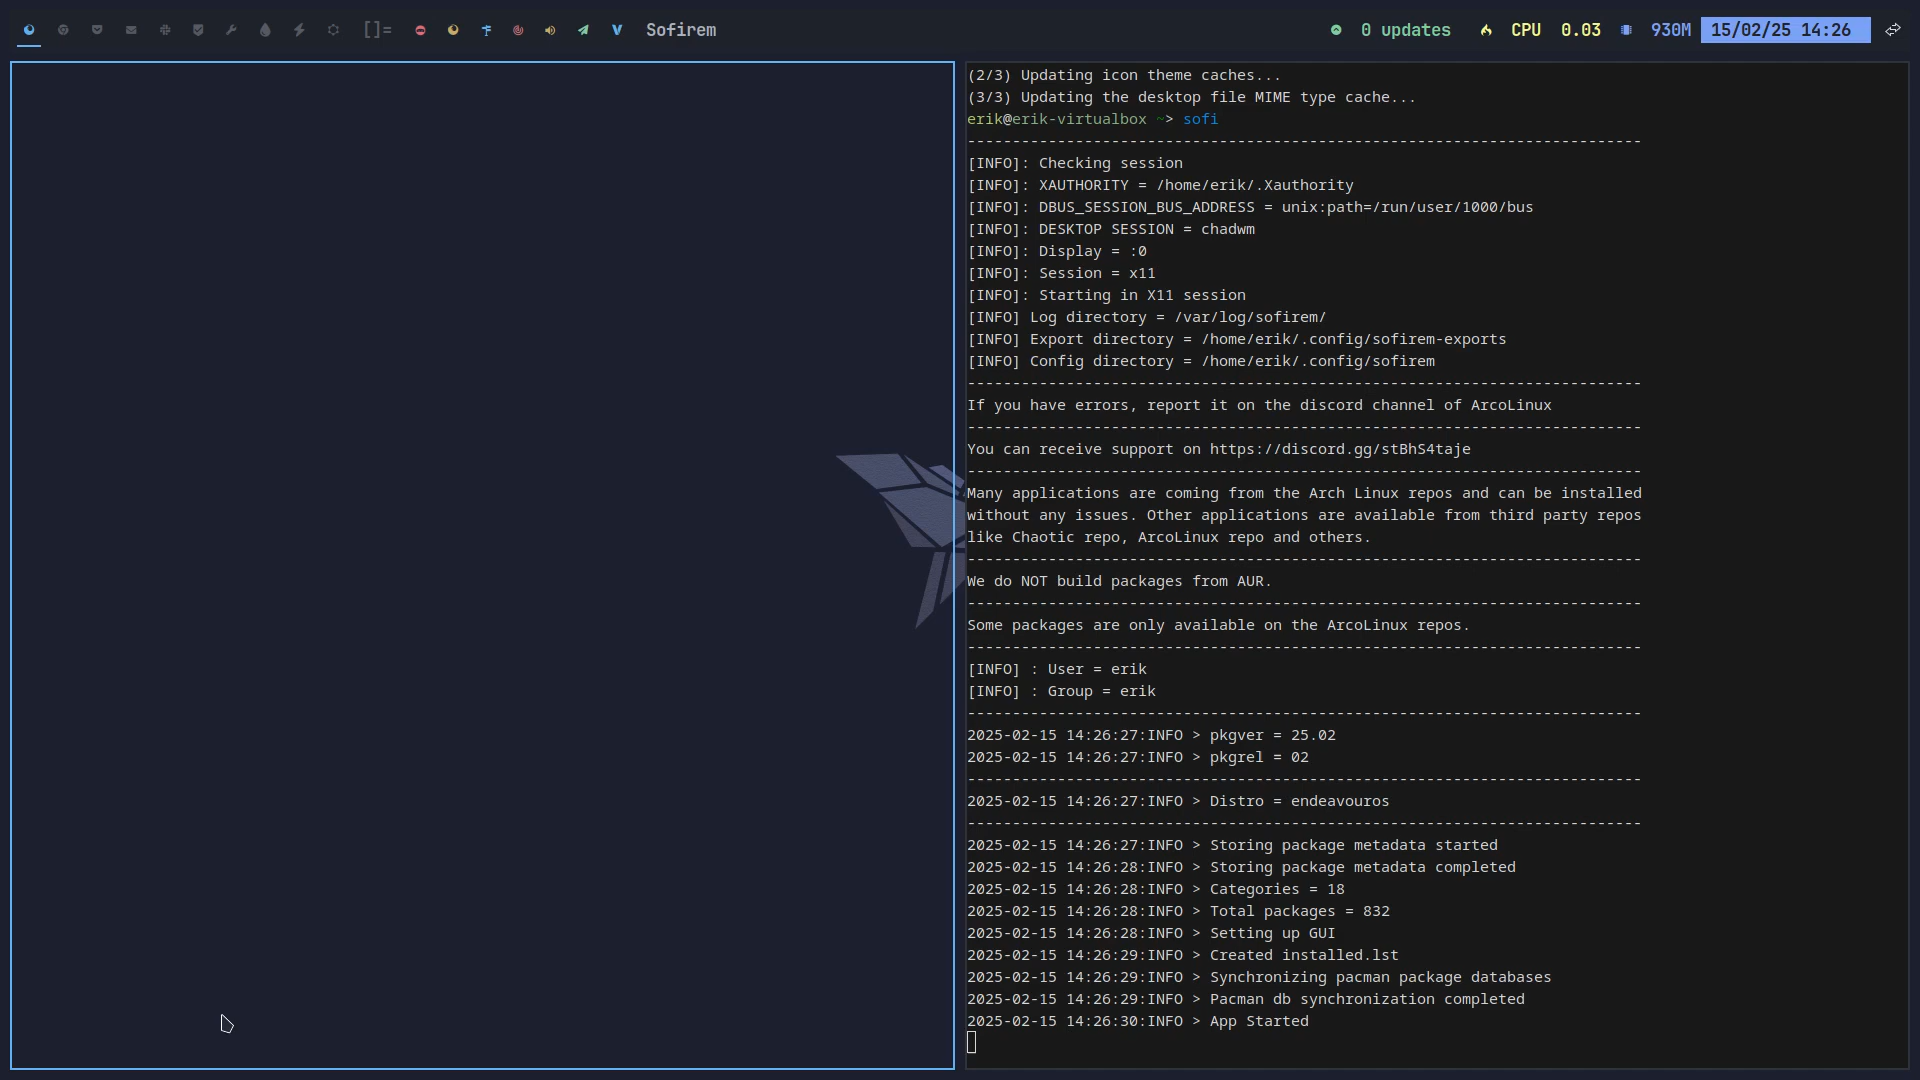 []= Sofirem 0 updates CPU 0.03 930M 15/02/25 14:26
(2/3) Updating icon theme caches...
(3/3) Updating the desktop file MIME type cache...
erik@erik-virtualbox ~> sofi
---------------------------------------------------------------------------
[INFO]: Checking session
[INFO]: XAUTHORITY = /home/erik/.Xauthority
[INFO]: DBUS_SESSION_BUS_ADDRESS = unix:path=/run/user/1000/bus
[INFO]: DESKTOP SESSION = chadwm
[INFO]: Display = :0
[INFO]: Session = x11
[INFO]: Starting in X11 session
[INFO] Log directory = /var/log/sofirem/
[INFO] Export directory = /home/erik/.config/sofirem-exports
[INFO] Config directory = /home/erik/.config/sofirem
---------------------------------------------------------------------------
If you have errors, report it on the discord channel of ArcoLinux
---------------------------------------------------------------------------
You can receive support on https://discord.gg/stBhS4taje
---------------------------------------------------------------------------
Many applications are coming from the Arch Linux repos and can be installed
without any issues. Other applications are available from third party repos
like Chaotic repo, ArcoLinux repo and others.
---------------------------------------------------------------------------
We do NOT build packages from AUR.
---------------------------------------------------------------------------
Some packages are only available on the ArcoLinux repos.
---------------------------------------------------------------------------
[INFO] : User = erik
[INFO] : Group = erik
---------------------------------------------------------------------------
2025-02-15 14:26:27:INFO > pkgver = 25.02
2025-02-15 14:26:27:INFO > pkgrel = 02
---------------------------------------------------------------------------
2025-02-15 14:26:27:INFO > Distro = endeavouros
---------------------------------------------------------------------------
2025-02-15 14:26:27:INFO > Storing package metadata started
2025-02-15 14:26:28:INFO > Storing package metadata completed
2025-02-15 14:26:28:INFO > Categories = 18
2025-02-15 14:26:28:INFO > Total packages = 832
2025-02-15 14:26:28:INFO > Setting up GUI
2025-02-15 14:26:29:INFO > Created installed.lst
2025-02-15 14:26:29:INFO > Synchronizing pacman package databases
2025-02-15 14:26:29:INFO > Pacman db synchronization completed
2025-02-15 14:26:30:INFO > App Started